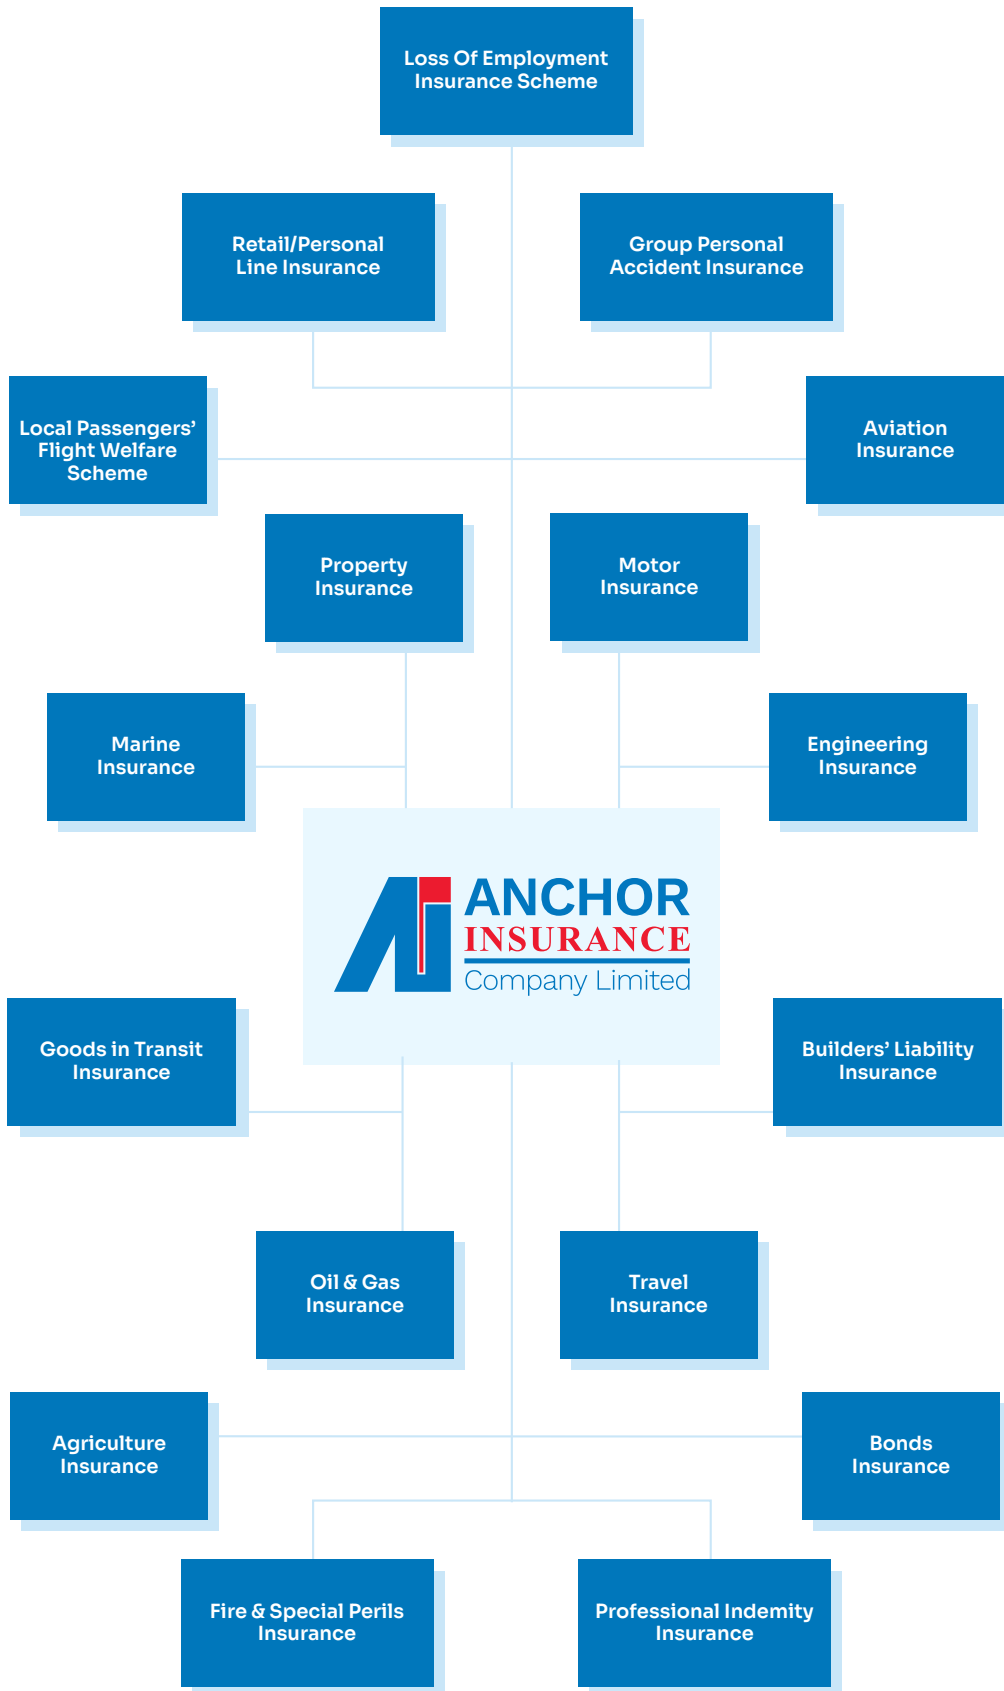 Loss Of Employment
Insurance Scheme
Retail/Personal
Line Insurance
Group Personal
Accident Insurance
Local Passengers’
Flight Welfare
Scheme
Aviation
Insurance
Property
Insurance
Motor
Insurance
Marine
Insurance
Engineering
Insurance
ANCHOR
INSURANCE
Company Limited
Goods in Transit
Insurance
Builders’ Liability
Insurance
Oil & Gas
Insurance
Travel
Insurance
Agriculture
Insurance
Bonds
Insurance
Fire & Special Perils
Insurance
Professional Indemity
Insurance